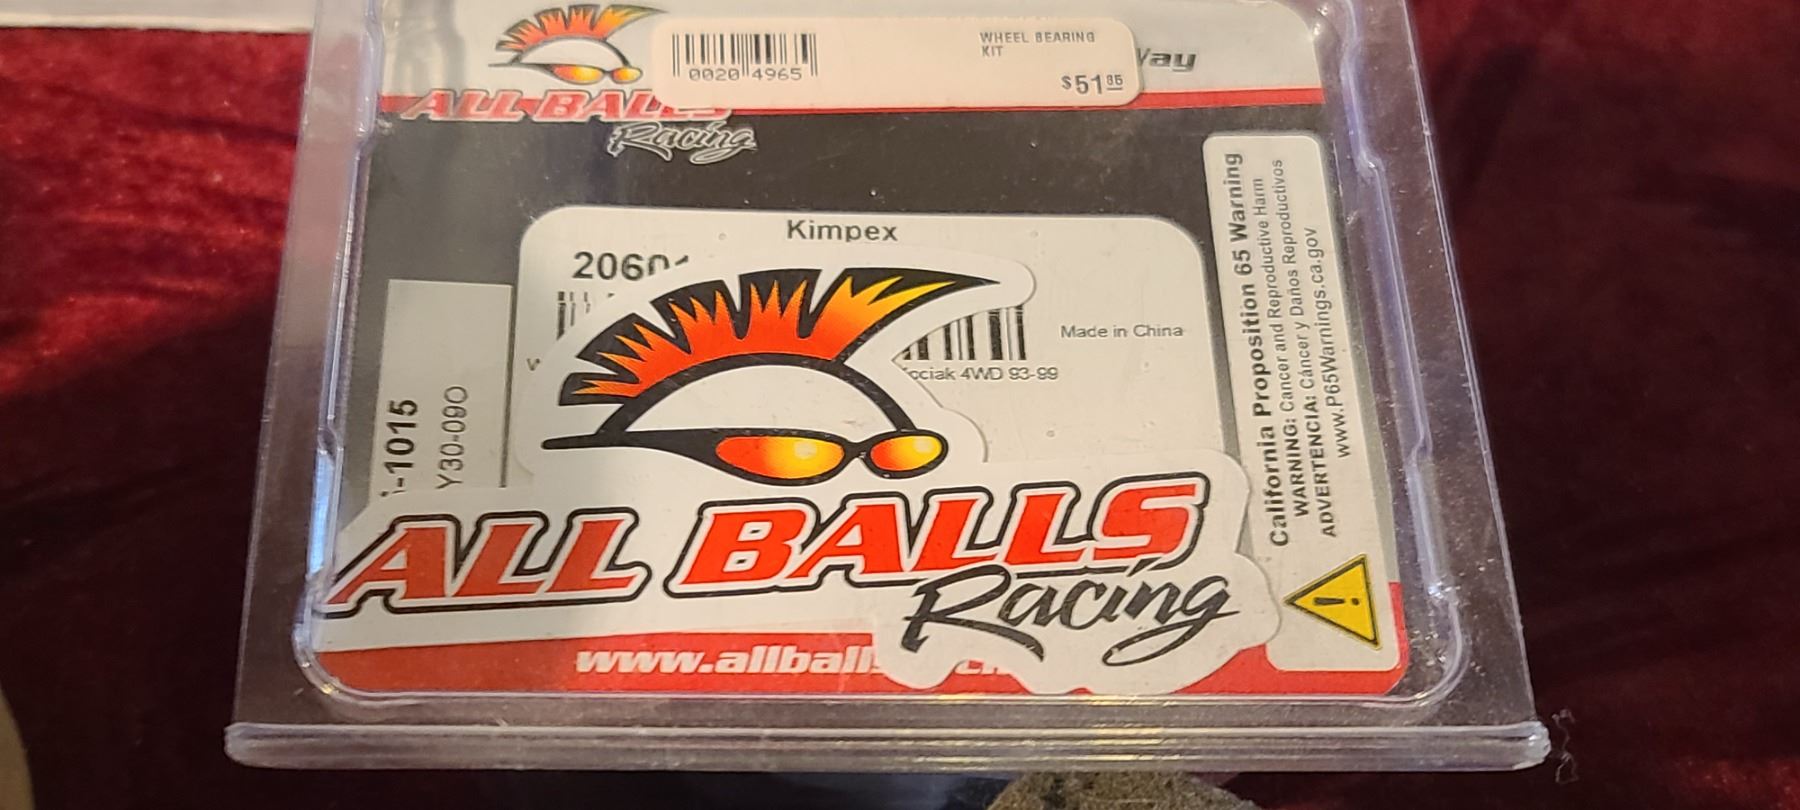 ALL BALLS
Racing
0020 4965
WHEEL BEARING
KIT
$51
Way
Kimpex
2060
Made in China
4WD 93-99
-1015
Y30-090
ALL BALLS
Racing
www.allball
California Proposition 65 Warning
WARNING: Cancer and Reproductive Harm
ADVERTENCIA: Cáncer y Daños Reproductivos
www.P65Warnings.ca.gov